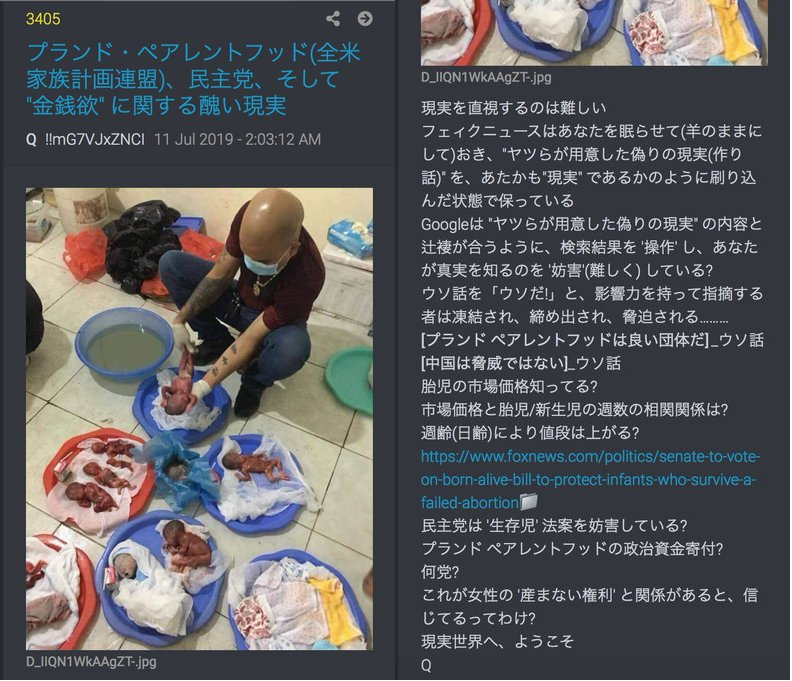 3405
プランド・ペアレントフッド(全米
家族計画連盟)、民主党、そして
"金銭欲" に関する醜い現実
Q !!mG7VJxZNCI 11 Jul 2019 - 2:03:12 AM
D_IIQN1WkAAgZT-.jpg
D_IIQN1WkAAgZT-.jpg
現実を直視するのは難しい
フェィクニュースはあなたを眠らせて(羊のままに
して)おき、"ヤツらが用意した偽りの現実(作り
話)" を、あたかも"現実" であるかのように刷り込
んだ状態で保っている
Googleは "ヤツらが用意した偽りの現実" の内容と
辻褄が合うように、検索結果を '操作' し、あなた
が真実を知るのを '妨害'(難しく) している?
ウソ話を「ウソだ!」と、影響力を持って指摘する
者は凍結され、締め出され、脅迫される………
[プランド ペアレントフッドは良い団体だ]_ウソ話
[中国は脅威ではない]_ウソ話
胎児の市場価格知ってる?
市場価格と胎児/新生児の週数の相関関係は?
週齢(日齢)により値段は上がる?
https://www.foxnews.com/politics/senate-to-vote-
on-born-alive-bill-to-protect-infants-who-survive-a-
failed-abortion
民主党は '生存児' 法案を妨害している?
プランド ペアレントフッドの政治資金寄付?
何党?
これが女性の '産まない権利' と関係があると、信
じてるってわけ?
現実世界へ、ようこそ
Q